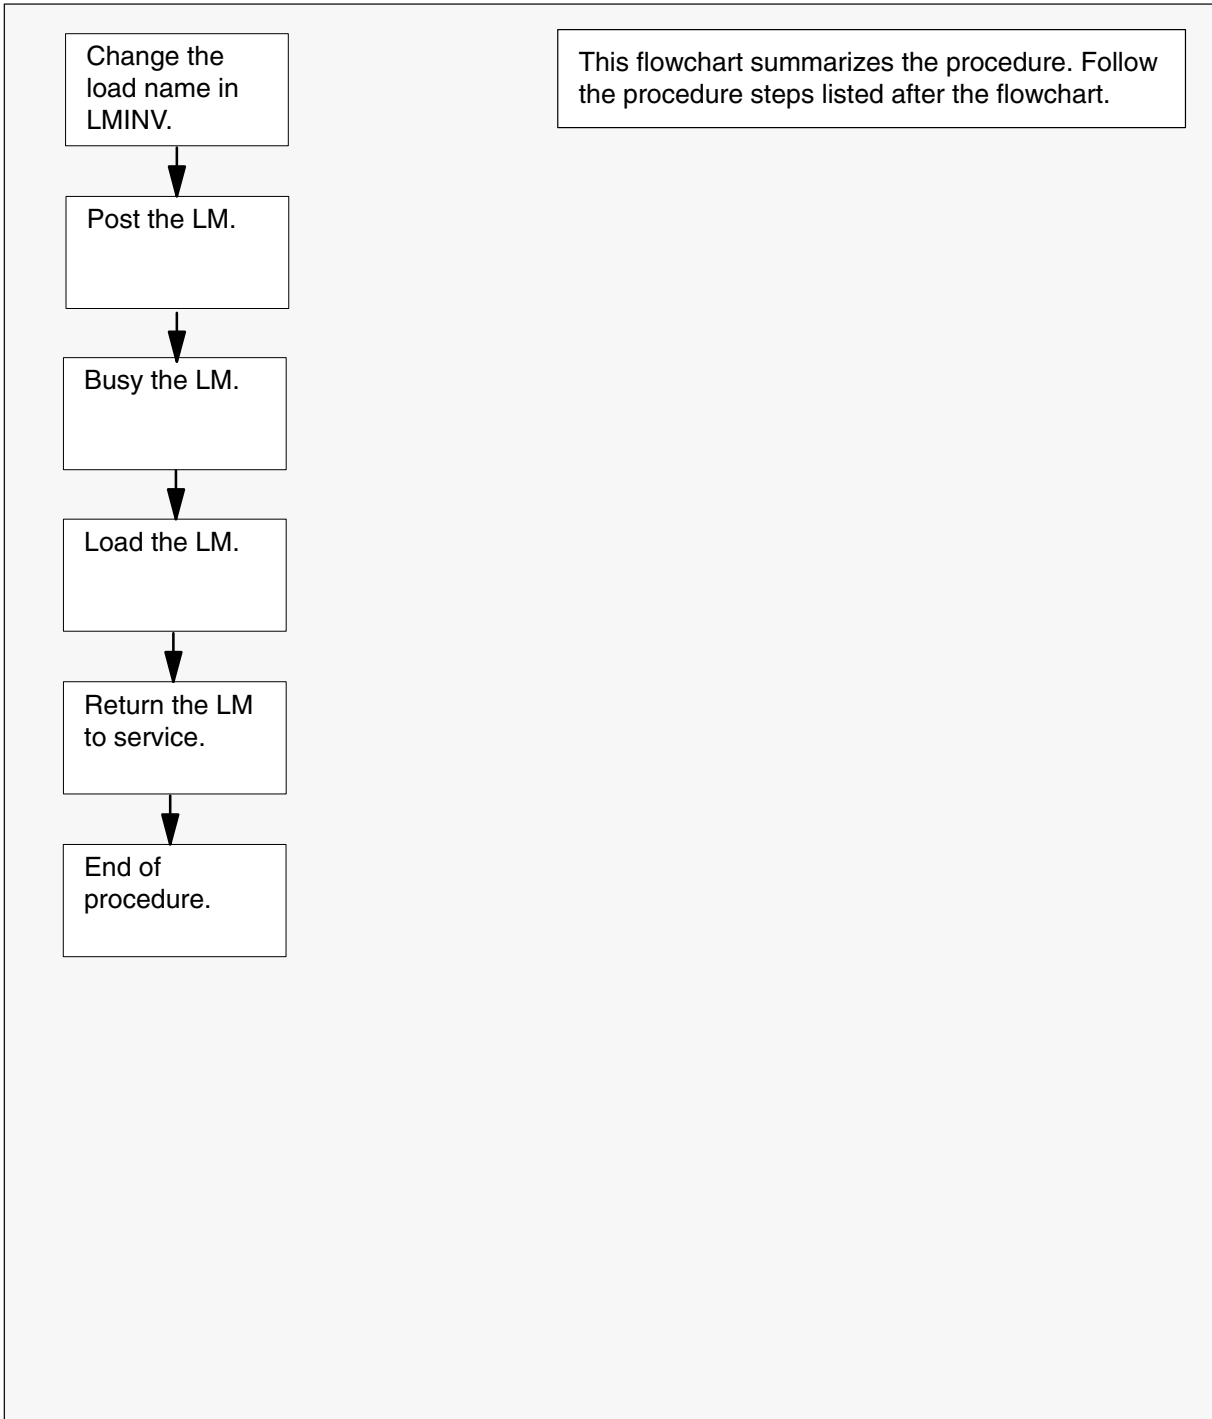 Change the
load name in
LMINV.
This flowchart summarizes the procedure. Follow
the procedure steps listed after the flowchart.
Post the LM.
Busy the LM.
Load the LM.
Return the LM
to service.
End of
procedure.